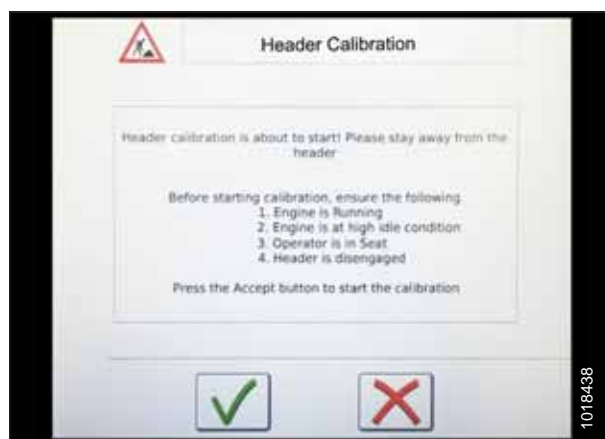 Header Calibration
Header calibration is about to start! Please stay away from the
header
Before starting calibration, ensure the following
1. Engine is Running
2. Engine is at high idle condition
3. Operator is in Seat
4. Header is disengaged
Press the Accept button to start the calibration
1018438